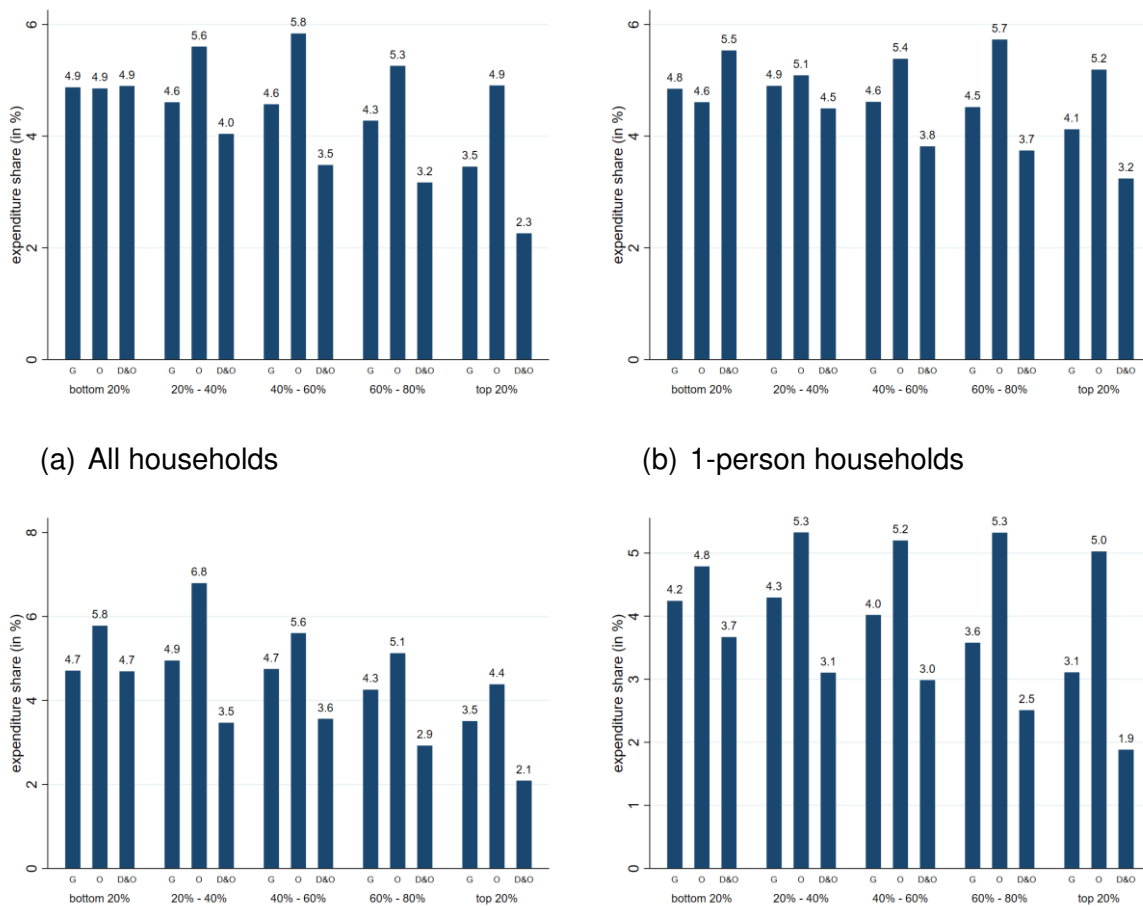 expenditure share (in %)
0 2 4 6
4.9 4.9 4.9 4.6 5.6 4.0 4.6 5.8 3.5 4.3 5.3 3.2 3.5 4.9 2.3
G O D&O G O D&O G O D&O G O D&O G O D&O
bottom 20% 20% - 40% 40% - 60% 60% - 80% top 20%
(a) All households
expenditure share (in %)
0 2 4 6
4.8 4.6 5.5 4.9 5.1 4.5 4.6 5.4 3.8 4.5 5.7 3.7 4.1 5.2 3.2
G O D&O G O D&O G O D&O G O D&O G O D&O
bottom 20% 20% - 40% 40% - 60% 60% - 80% top 20%
(b) 1-person households
expenditure share (in %)
0 2 4 6 8
4.7 5.8 4.7 4.9 6.8 3.5 4.7 5.6 3.6 4.3 5.1 2.9 3.5 4.4 2.1
G O D&O G O D&O G O D&O G O D&O G O D&O
bottom 20% 20% - 40% 40% - 60% 60% - 80% top 20%
expenditure share (in %)
0 1 2 3 4 5
4.2 4.8 3.7 4.3 5.3 3.1 4.0 5.2 3.0 3.6 5.3 2.5 3.1 5.0 1.9
G O D&O G O D&O G O D&O G O D&O G O D&O
bottom 20% 20% - 40% 40% - 60% 60% - 80% top 20%